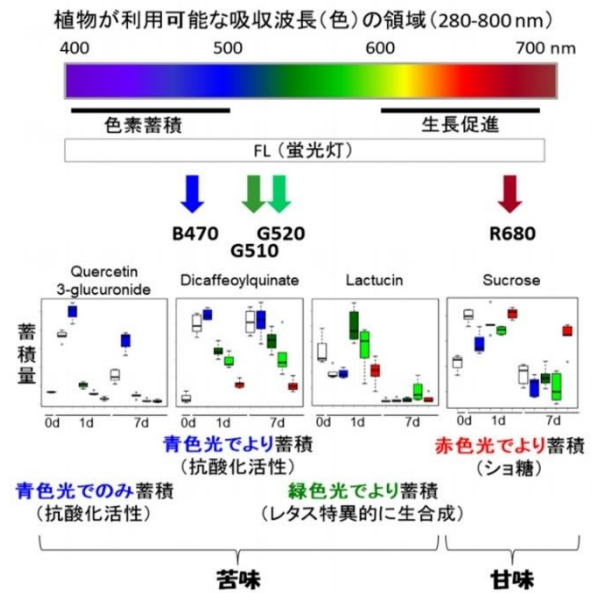 植物が利用可能な吸収波長(色)の領域(280-800 nm)
400 500 600 700 nm
色素蓄積 生長促進
FL(蛍光灯)
B470 G510 G520 R680
Quercetin 3-glucuronide
Dicaffeoylquinate
Lactucin
Sucrose
蓄積量
0d 1d 7d
0d 1d 7d
0d 1d 7d
0d 1d 7d
青色光でのみ蓄積
(抗酸化活性)
青色光でより蓄積
(抗酸化活性)
緑色光でより蓄積
(レタス特異的に生合成)
赤色光でより蓄積
(ショ糖)
苦味 甘味